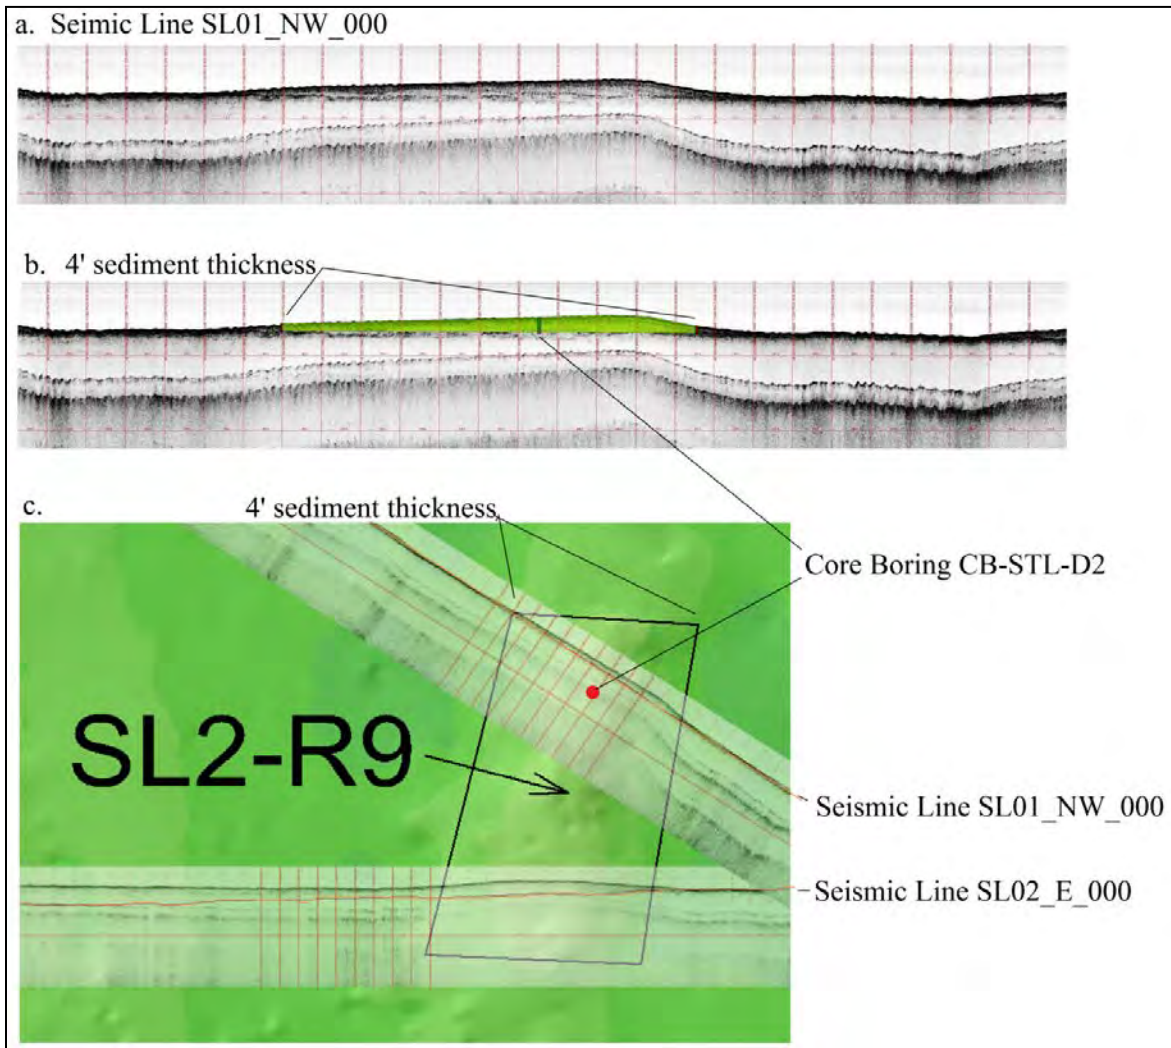 a. Seimic Line SL01_NW_000
b. 4' sediment thickness
c.
4' sediment thickness
Core Boring CB-STL-D2
SL2-R9
Seismic Line SL01_NW_000
Seismic Line SL02_E_000